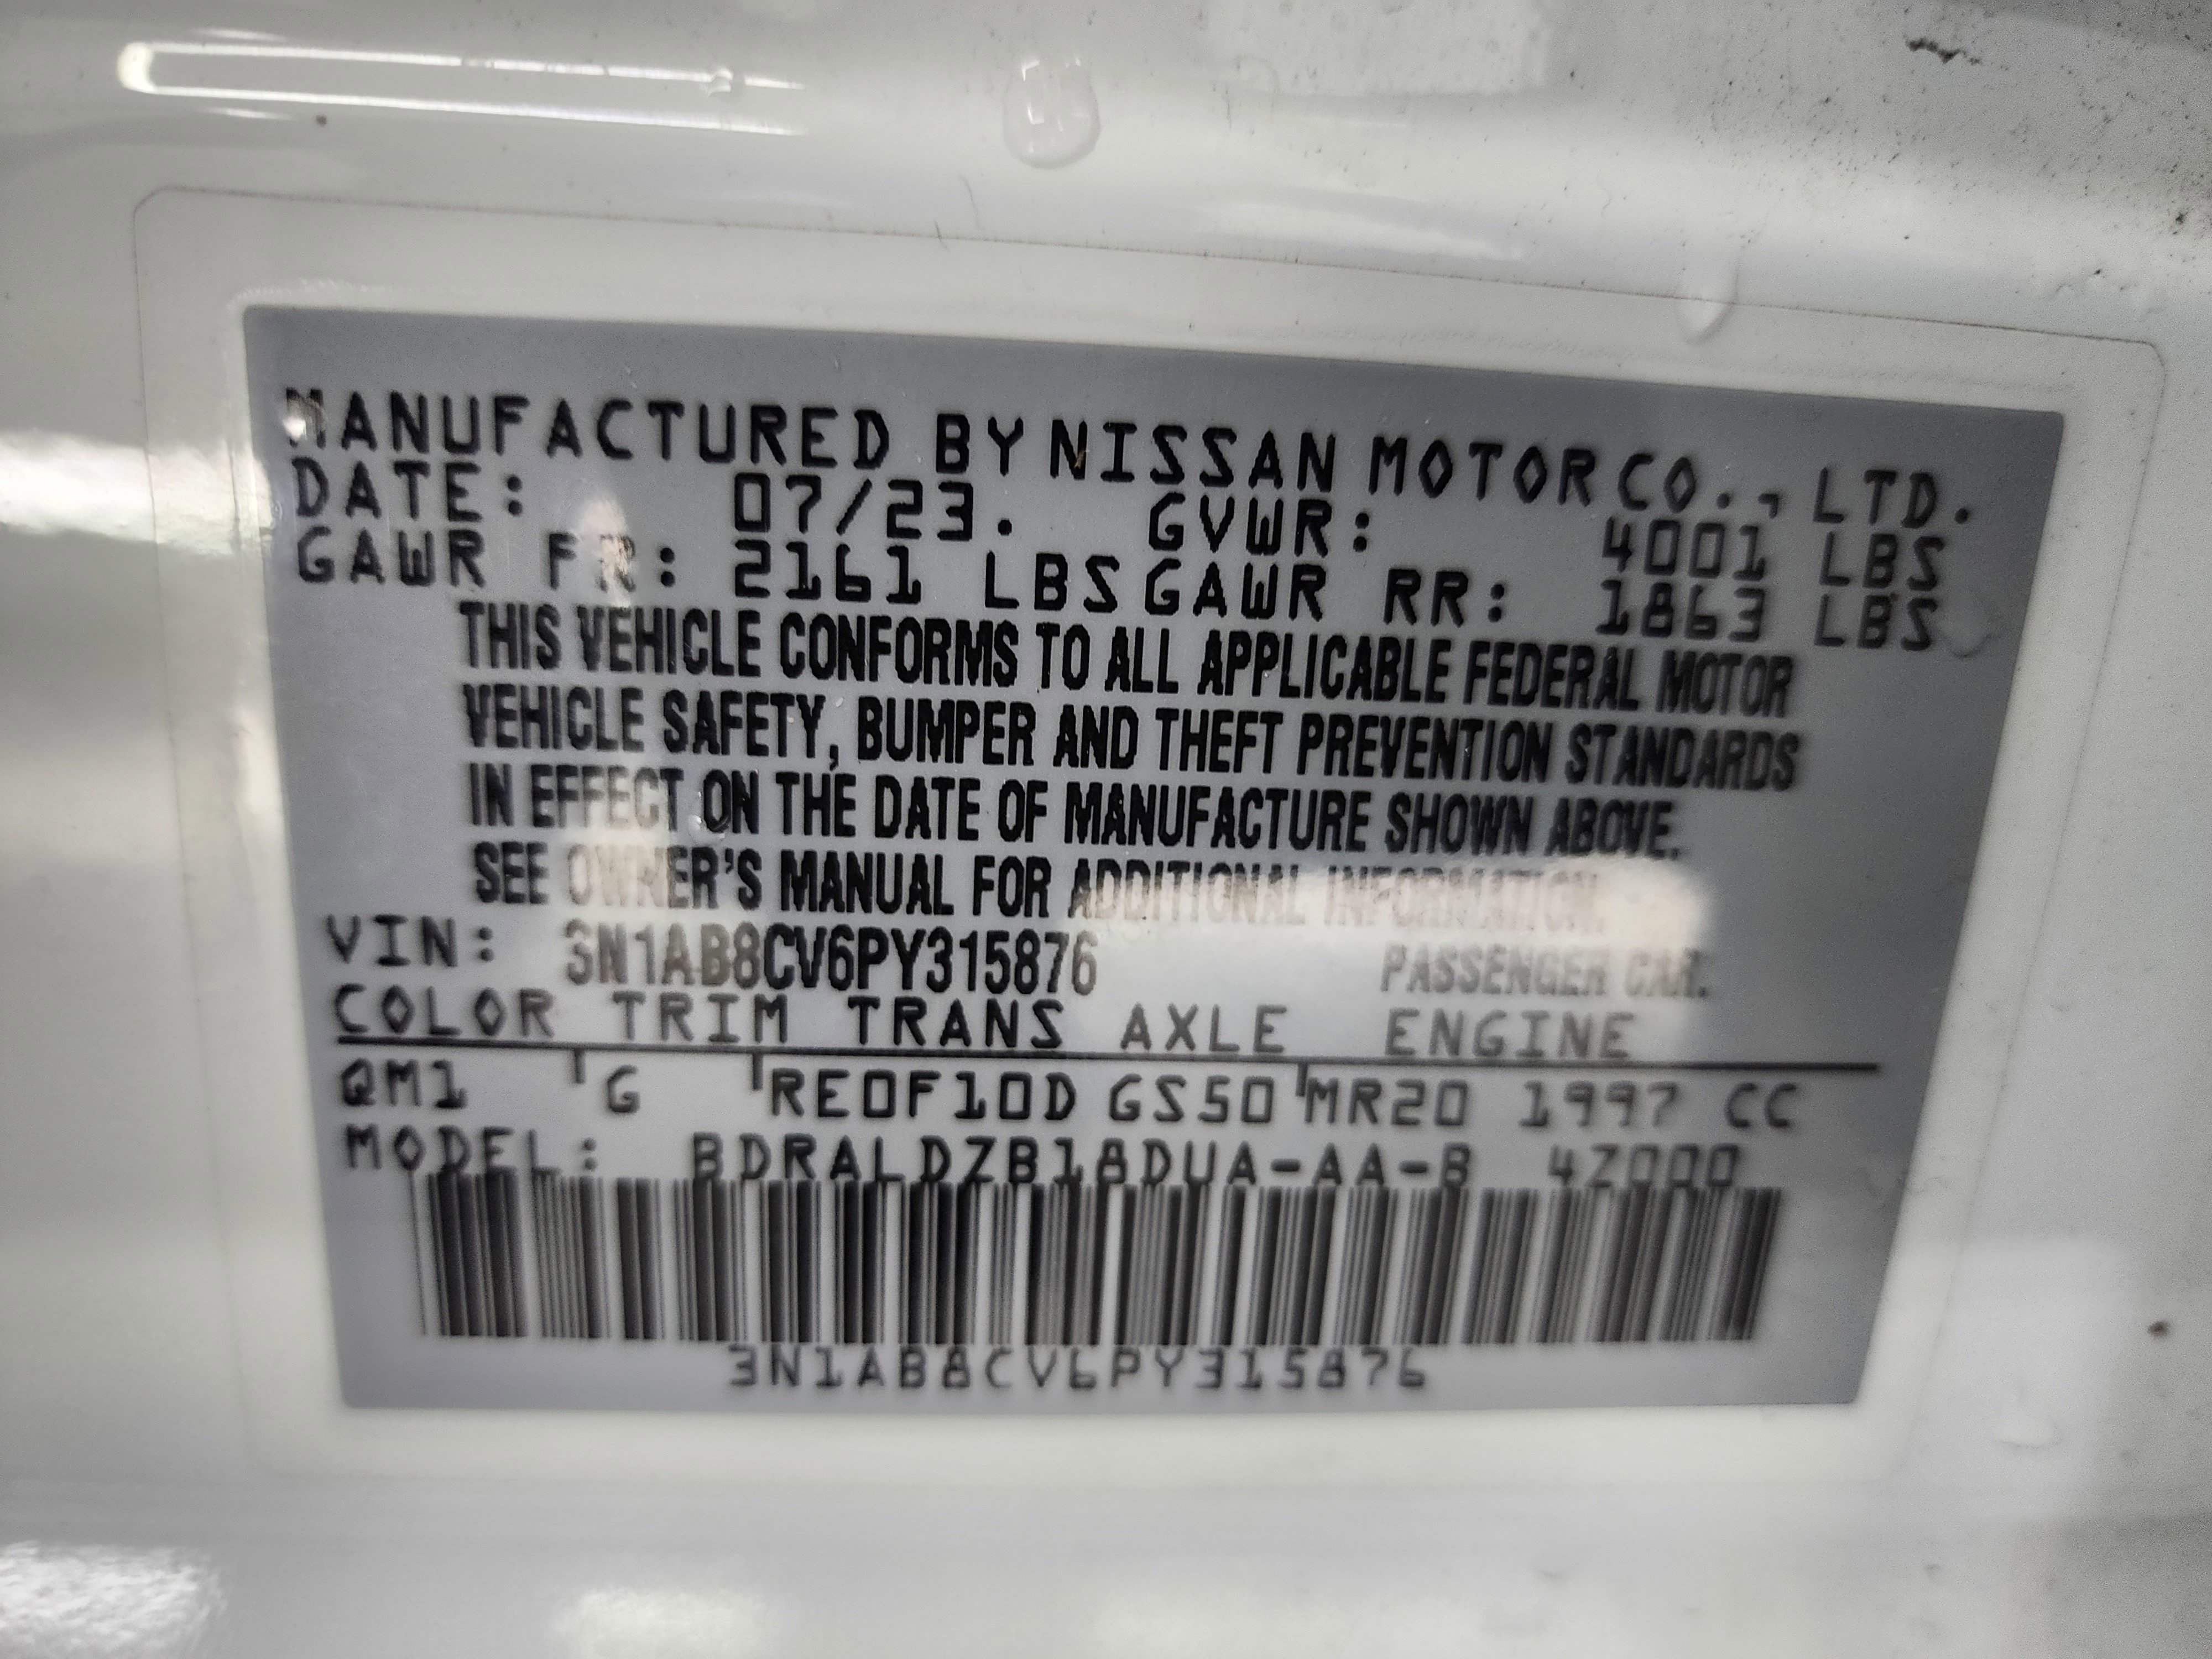 MANUFACTURED BY NISSAN MOTOR CO., LTD.
DATE: 07/23. GVWR: 4001 LBS
GAWR FR: 2161 LBS GAWR RR: 1863 LBS
THIS VEHICLE CONFORMS TO ALL APPLICABLE FEDERAL MOTOR
VEHICLE SAFETY, BUMPER AND THEFT PREVENTION STANDARDS
IN EFFECT ON THE DATE OF MANUFACTURE SHOWN ABOVE.
SEE OWNER'S MANUAL FOR ADDITIONAL INFORMATION.
VIN: 3N1AB8CV6PY315876 PASSENGER CAR.
COLOR TRIM TRANS AXLE ENGINE
QM1 G RE0F10D GS50 MR20 1997 CC
MODEL: BDRALDZB18DUA-AA-B 4Z000
3N1AB8CV6PY315876